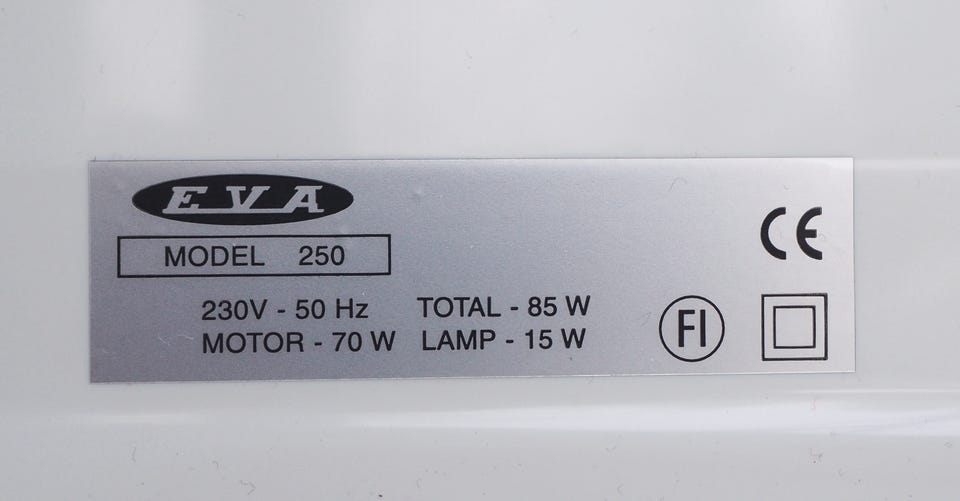 EVA
MODEL 250
230V - 50 Hz TOTAL - 85 W
MOTOR - 70 W LAMP - 15 W
FI
CE